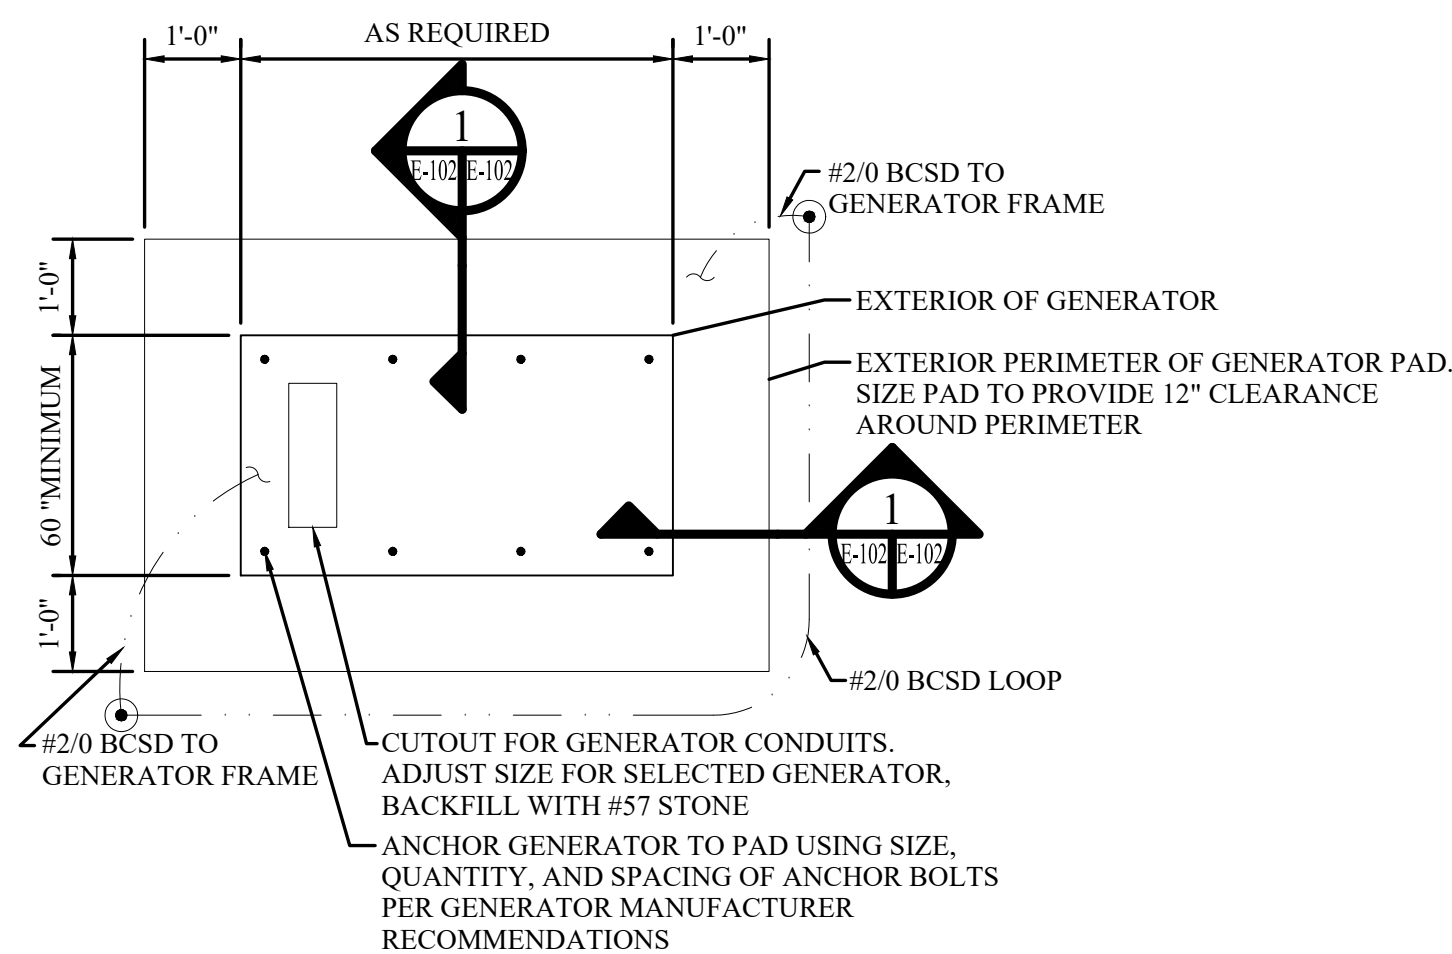 1'-0"
AS REQUIRED
1'-0"
1
E-102 E-102
#2/0 BCSD TO
GENERATOR FRAME
1'-0"
EXTERIOR OF GENERATOR
EXTERIOR PERIMETER OF GENERATOR PAD.
SIZE PAD TO PROVIDE 12" CLEARANCE
AROUND PERIMETER
60 "MINIMUM
1
E-102 E-102
1'-0"
#2/0 BCSD LOOP
#2/0 BCSD TO
GENERATOR FRAME
CUTOUT FOR GENERATOR CONDUITS.
ADJUST SIZE FOR SELECTED GENERATOR,
BACKFILL WITH #57 STONE
ANCHOR GENERATOR TO PAD USING SIZE,
QUANTITY, AND SPACING OF ANCHOR BOLTS
PER GENERATOR MANUFACTURER
RECOMMENDATIONS